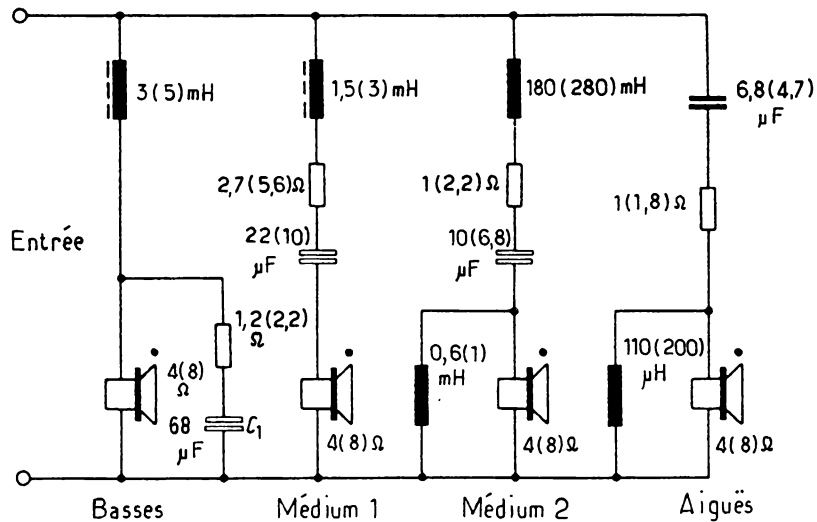 3(5)mH
1,5(3)mH
180(280)mH
6,8(4,7)
µF
2,7(5,6)Ω
1(2,2)Ω
1(1,8)Ω
Entrée
22(10)
µF
10(6,8)
µF
1,2(2,2)
Ω
4(8)
Ω
68
µF
C1
4(8)Ω
0,6(1)
mH
4(8)Ω
110(200)
µH
4(8)Ω
Basses
Médium 1
Médium 2
Aiguës